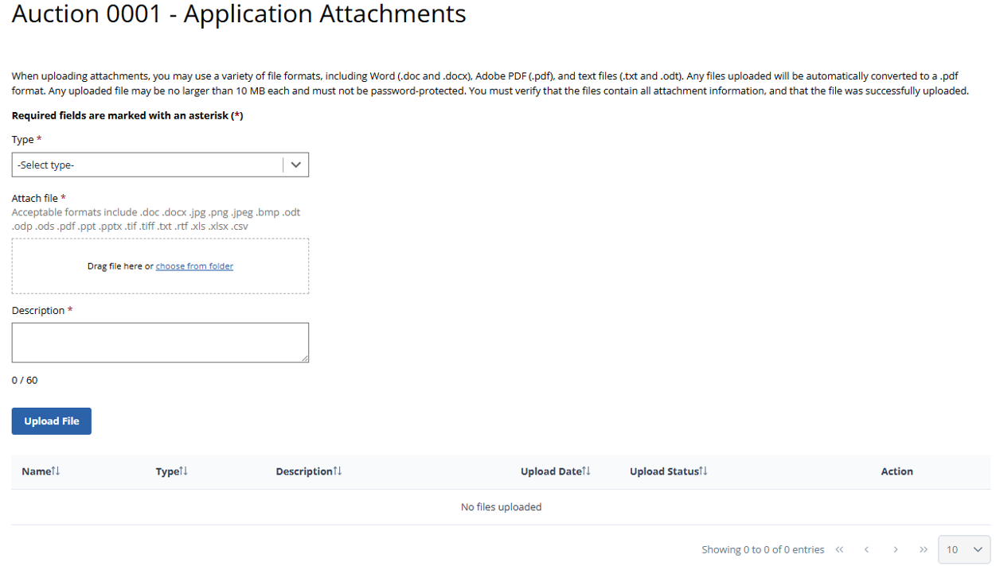 Auction 0001 - Application Attachments
When uploading attachments, you may use a variety of file formats, including Word (.doc and .docx), Adobe PDF (.pdf), and text files (.txt and .odt). Any files uploaded will be automatically converted to a .pdf
format. Any uploaded file may be no larger than 10 MB each and must not be password-protected. You must verify that the files contain all attachment information, and that the file was successfully uploaded.
Required fields are marked with an asterisk (*)
Type *
-Select type-
Attach file *
Acceptable formats include .doc .docx .jpg .png .jpeg .bmp .odt
.odp .ods .pdf .ppt .pptx .tif .tiff .txt .rtf .xls .xlsx .csv
Drag file here or choose from folder
Description *
0 / 60
Upload File
Name↑↓ Type↑↓ Description↑↓ Upload Date↑↓ Upload Status↑↓ Action
No files uploaded
Showing 0 to 0 of 0 entries « ‹ › » 10